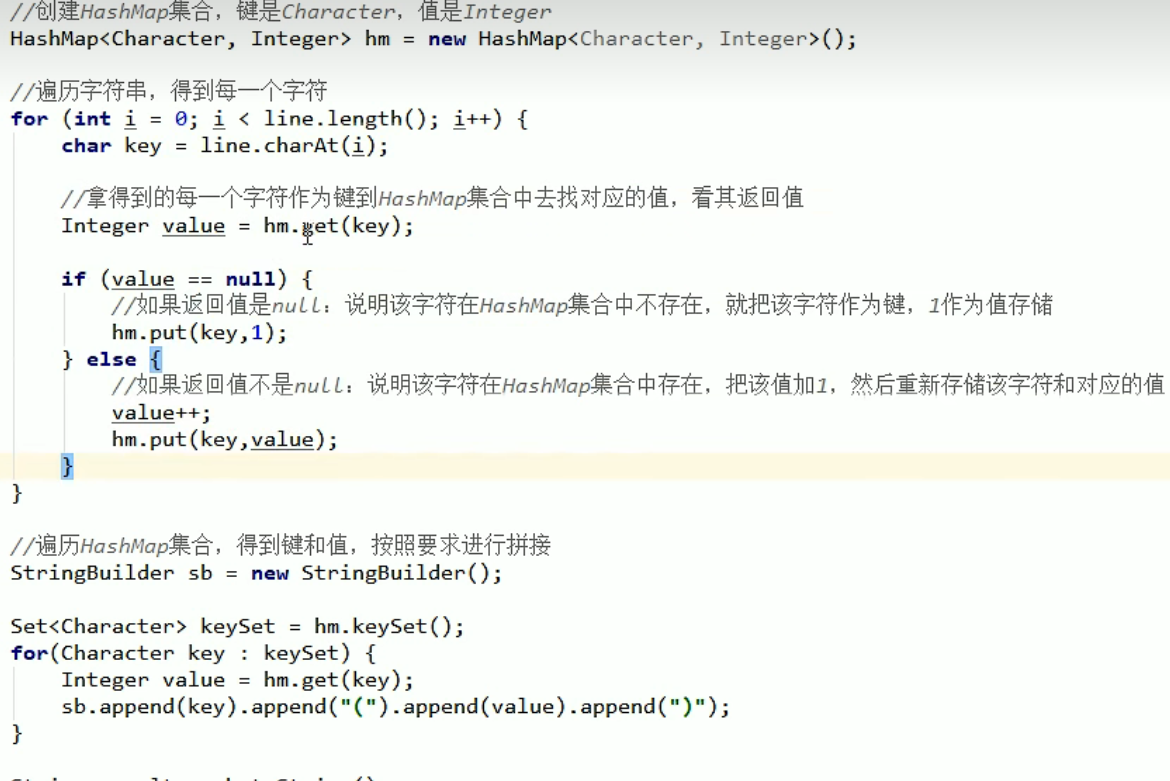 //创建HashMap集合，键是Character，值是Integer
HashMap<Character, Integer> hm = new HashMap<Character, Integer>();
//遍历字符串，得到每一个字符
for (int i = 0; i < line.length(); i++) {
char key = line.charAt(i);
//拿得到的每一个字符作为键到HashMap集合中去找对应的值，看其返回值
Integer value = hm.get(key);
if (value == null) {
//如果返回值是null：说明该字符在HashMap集合中不存在，就把该字符作为键，1作为值存储
hm.put(key,1);
} else {
//如果返回值不是null：说明该字符在HashMap集合中存在，把该值加1，然后重新存储该字符和对应的值
value++;
hm.put(key,value);
}
}
//遍历HashMap集合，得到键和值，按照要求进行拼接
StringBuilder sb = new StringBuilder();
Set<Character> keySet = hm.keySet();
for(Character key : keySet) {
Integer value = hm.get(key);
sb.append(key).append("(").append(value).append(")");
}